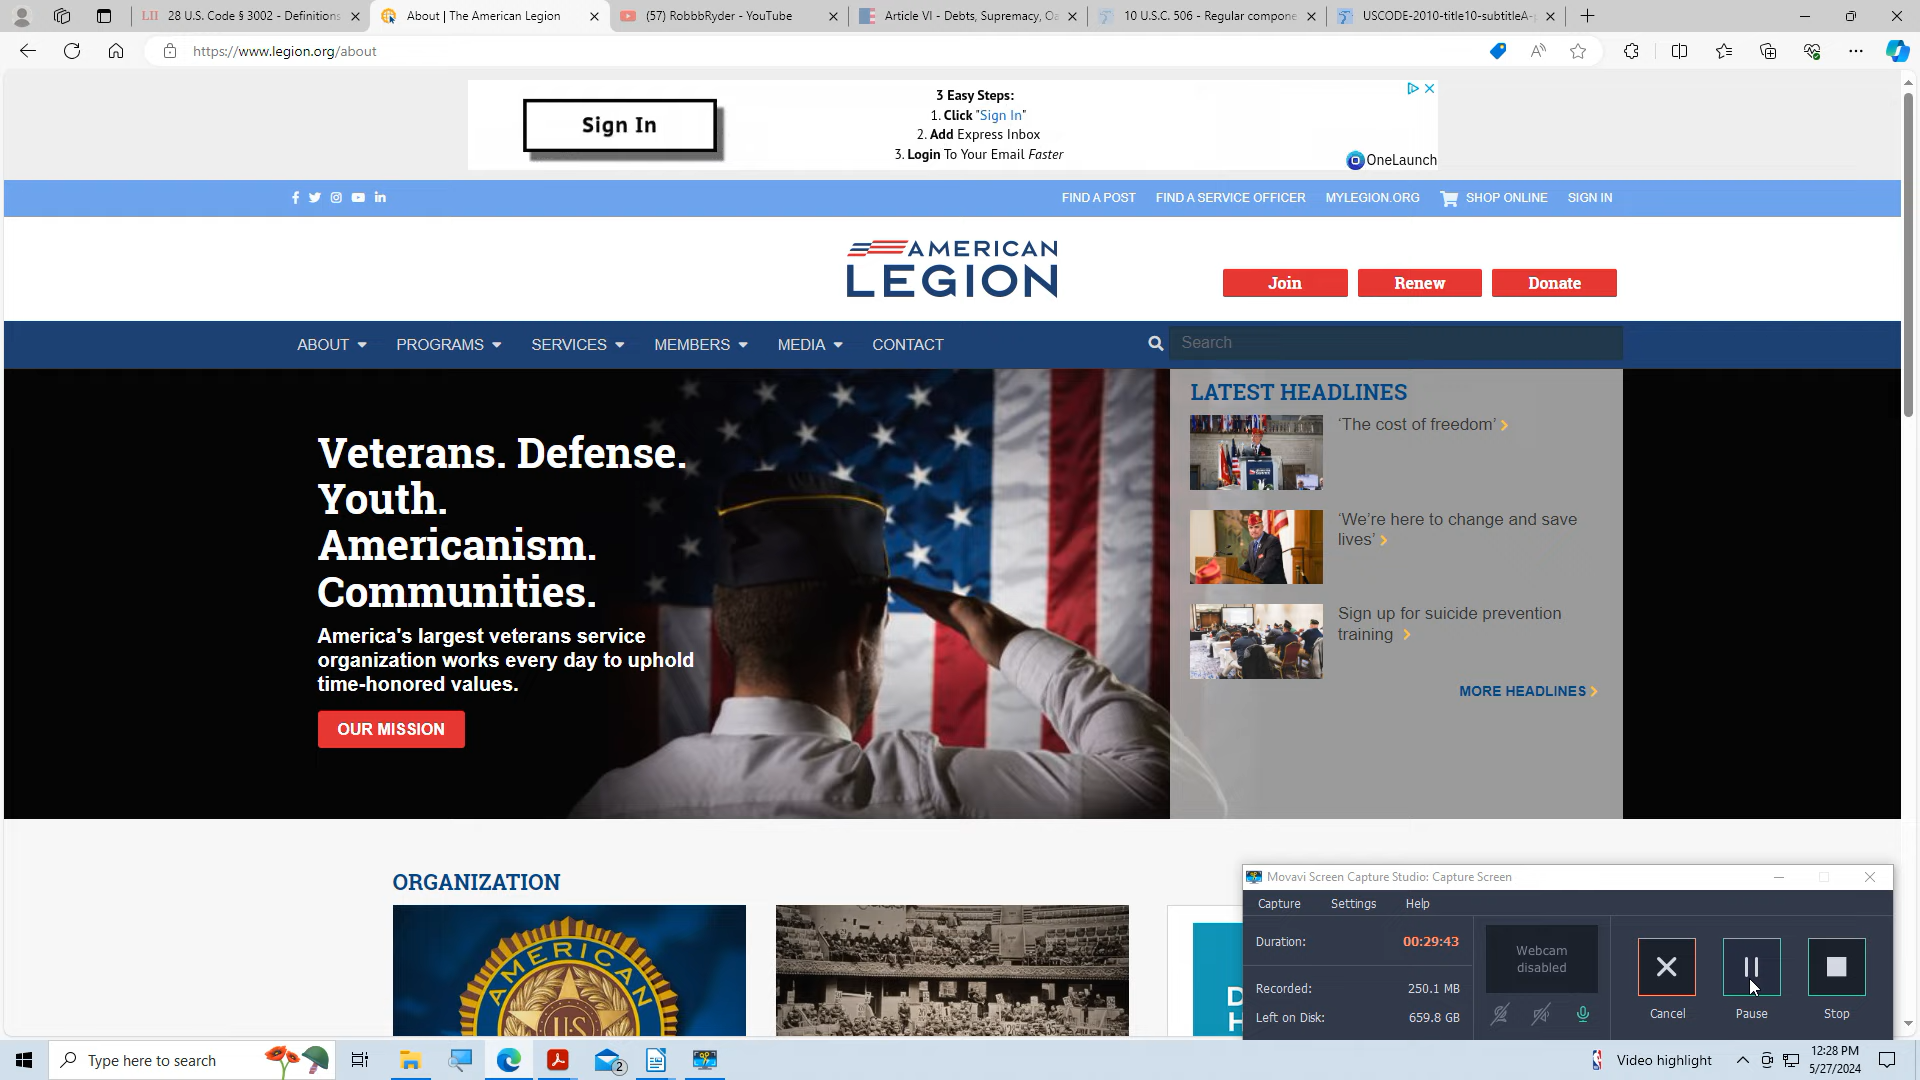 28 U.S. Code § 3002 - Definitions
About | The American Legion
(57) RobbbRyder - YouTube
Article VI - Debts, Supremacy, Oa
10 U.S.C. 506 - Regular compone
USCODE-2010-title10-subtitleA-
https://www.legion.org/about
Sign In
3 Easy Steps:
1. Click "Sign In"
2. Add Express Inbox
3. Login To Your Email Faster
OneLaunch
FIND A POST
FIND A SERVICE OFFICER
MYLEGION.ORG
SHOP ONLINE
SIGN IN
AMERICAN
LEGION
Join
Renew
Donate
ABOUT
PROGRAMS
SERVICES
MEMBERS
MEDIA
CONTACT
Search
Veterans. Defense.
Youth.
Americanism.
Communities.
America's largest veterans service
organization works every day to uphold
time-honored values.
OUR MISSION
LATEST HEADLINES
‘The cost of freedom’
‘We’re here to change and save
lives’
Sign up for suicide prevention
training
MORE HEADLINES
ORGANIZATION
AMERICAN
U.S
D
H
Movavi Screen Capture Studio: Capture Screen
Capture
Settings
Help
Duration:
00:29:43
Recorded:
250.1 MB
Left on Disk:
659.8 GB
Webcam
disabled
Cancel
Pause
Stop
Type here to search
2
Video highlight
12:28 PM
5/27/2024